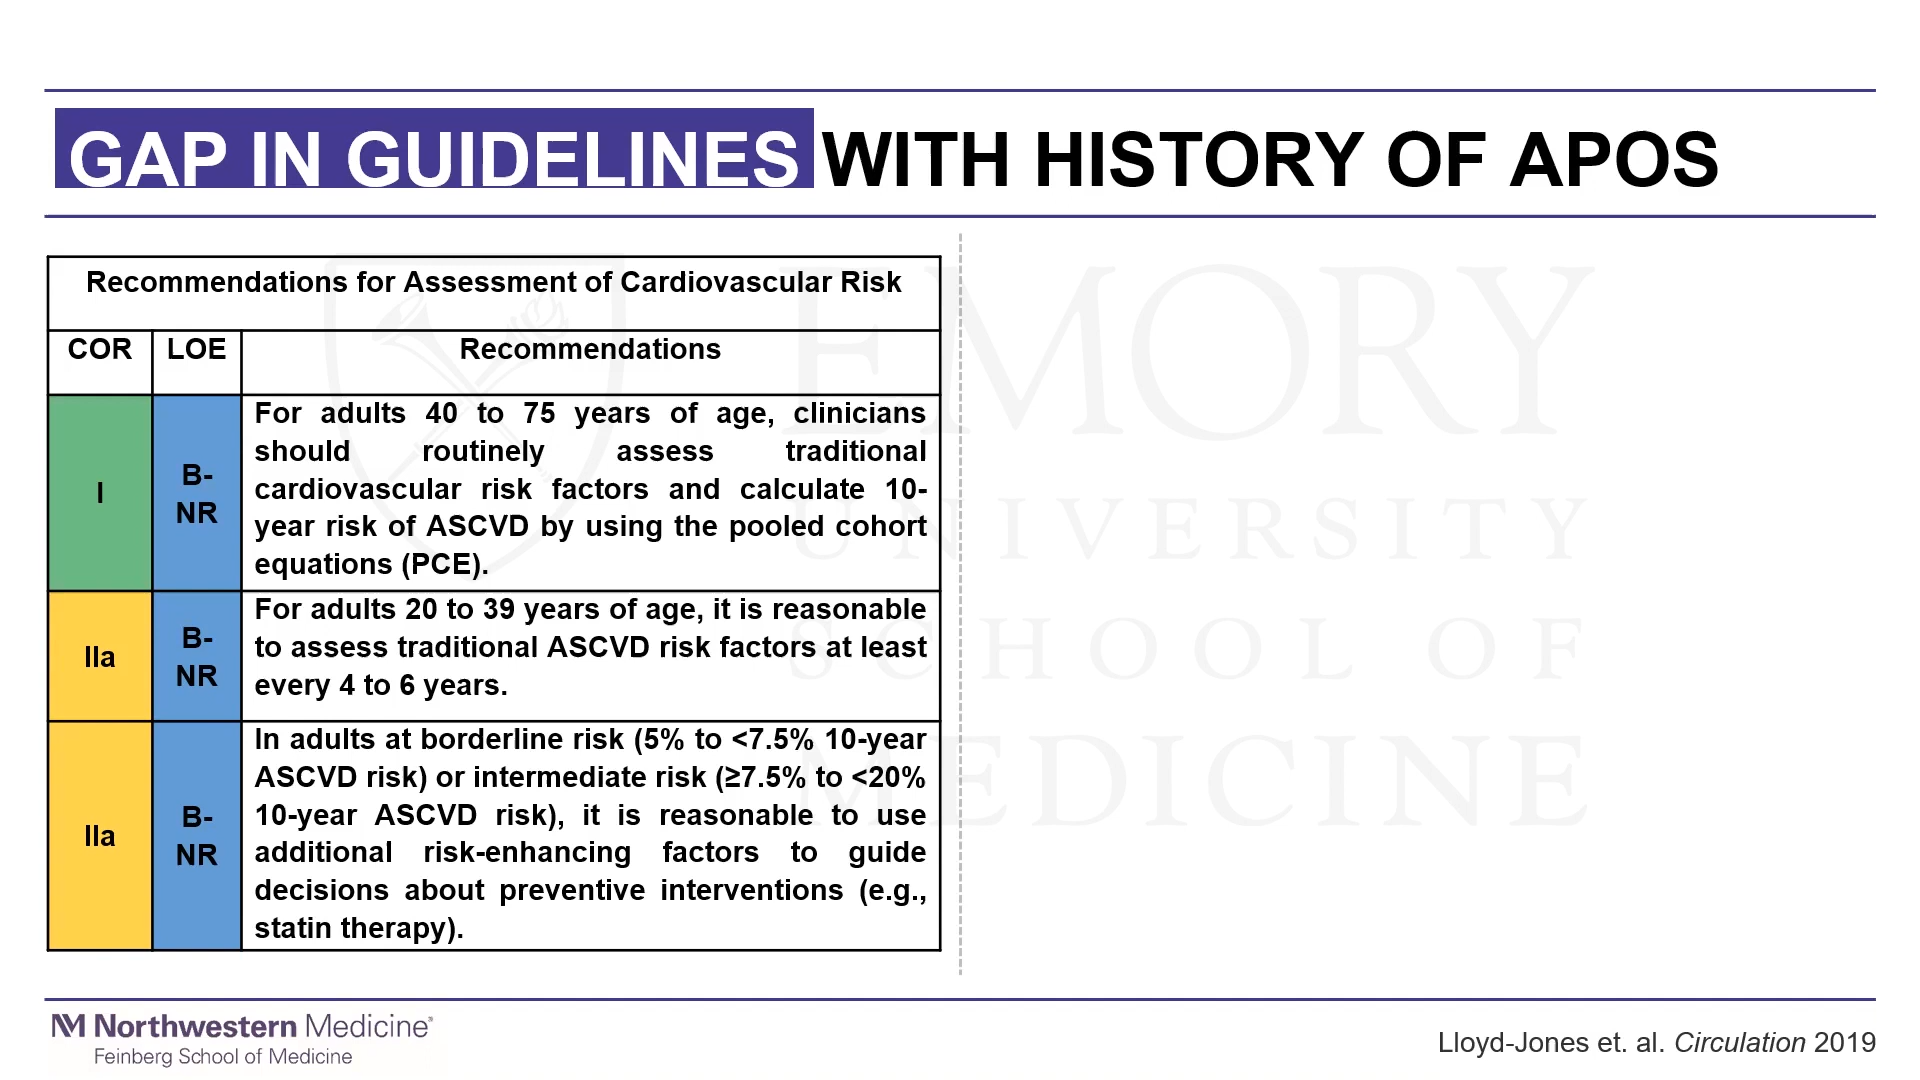 GAP IN GUIDELINES WITH HISTORY OF APOS
Recommendations for Assessment of Cardiovascular Risk
COR LOE Recommendations
I
B-
NR
For adults 40 to 75 years of age, clinicians
should routinely assess traditional
cardiovascular risk factors and calculate 10-
year risk of ASCVD by using the pooled cohort
equations (PCE).
IIa
B-
NR
For adults 20 to 39 years of age, it is reasonable
to assess traditional ASCVD risk factors at least
every 4 to 6 years.
IIa
B-
NR
In adults at borderline risk (5% to <7.5% 10-year
ASCVD risk) or intermediate risk (≥7.5% to <20%
10-year ASCVD risk), it is reasonable to use
additional risk-enhancing factors to guide
decisions about preventive interventions (e.g.,
statin therapy).
EMORY
UNIVERSITY
SCHOOL OF
MEDICINE
NM Northwestern Medicine®
Feinberg School of Medicine
Lloyd-Jones et. al. Circulation 2019